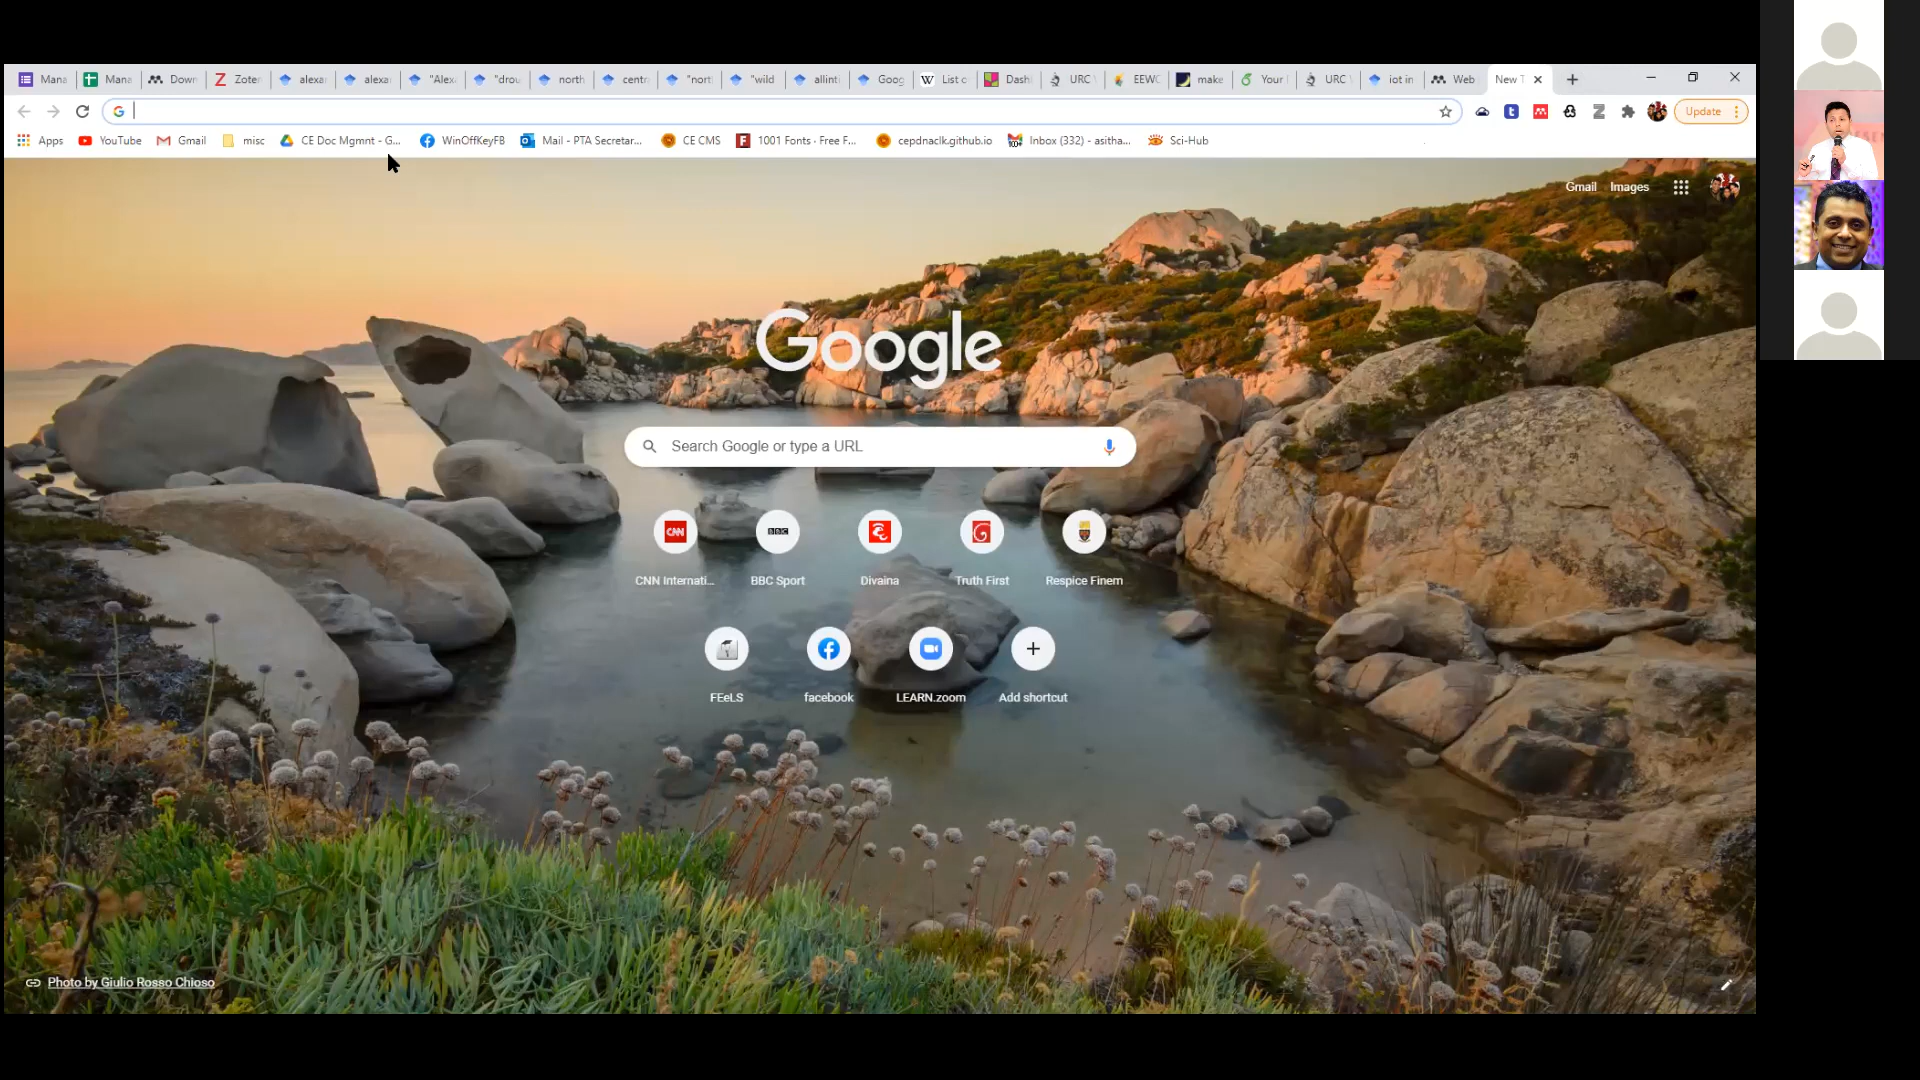 Mana Mana Down Zoter alexa alexa "Alex "drou north centr "nort "wild allinti Goog List o Dash URC EEWC make Your URC iot in Web New T
Update
Apps YouTube Gmail misc CE Doc Mgmnt - G... WinOffKeyFB Mail - PTA Secretar... CE CMS 1001 Fonts - Free F... cepdnaclk.github.io Inbox (332) - asitha... Sci-Hub
Gmail Images
Google
Search Google or type a URL
CNN BBC
CNN Internati... BBC Sport Divaina Truth First Respice Finem
FEeLS facebook LEARN.zoom Add shortcut
Photo by Giulio Rosso Chioso